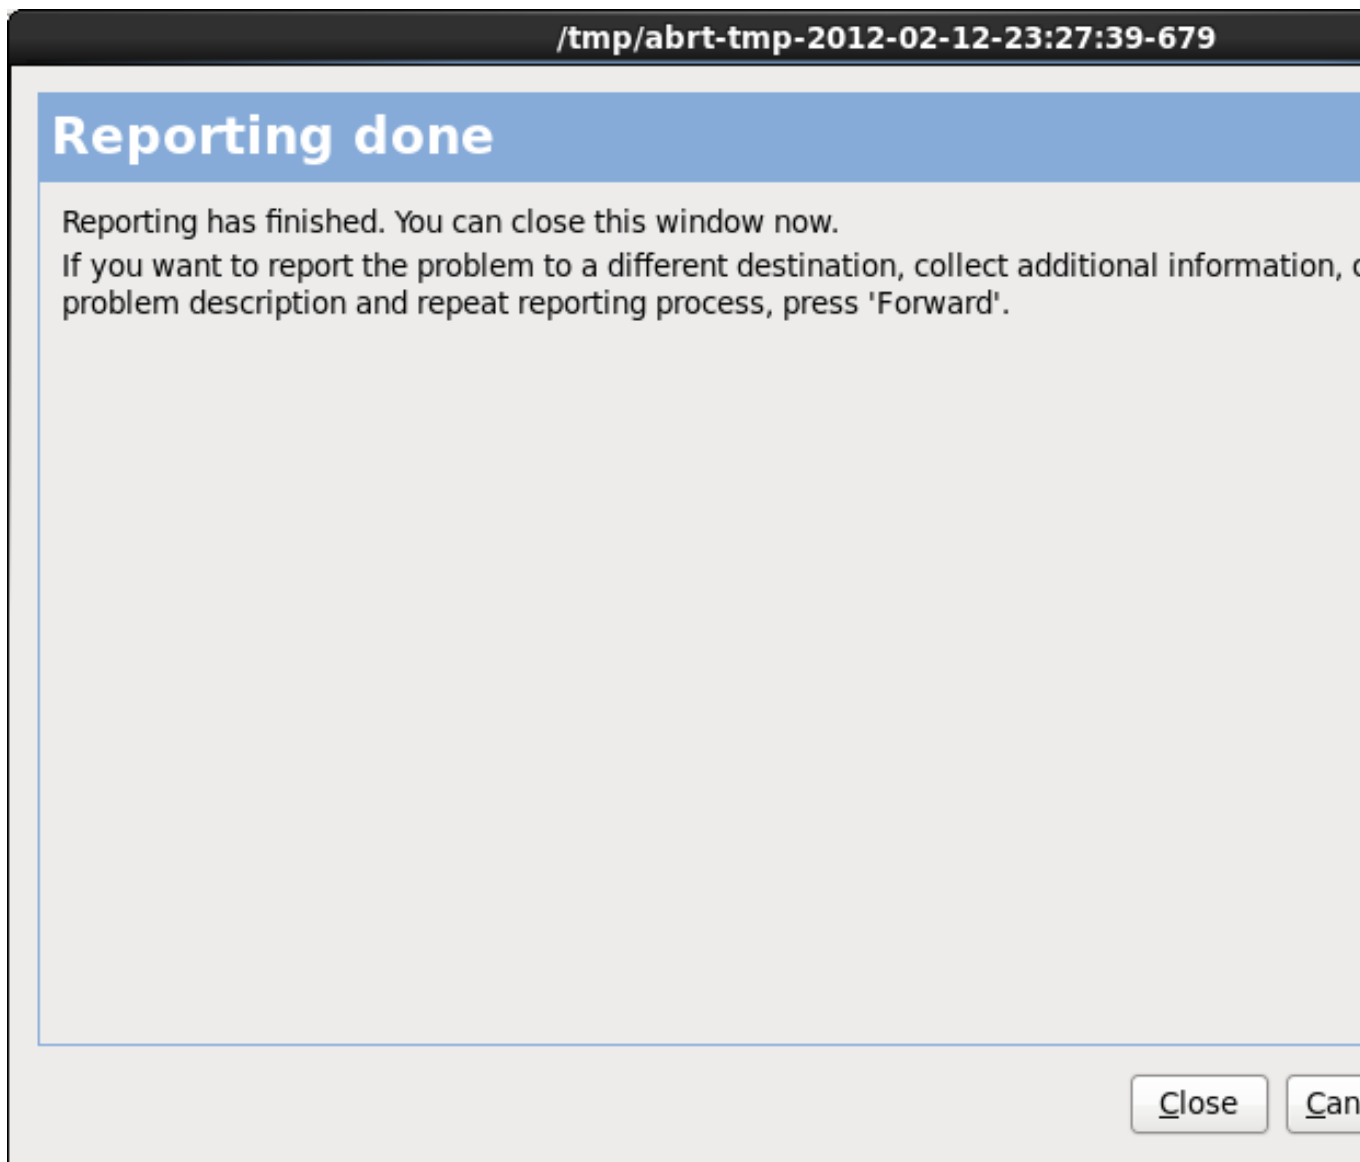 /tmp/abrt-tmp-2012-02-12-23:27:39-679
Reporting done
Reporting has finished. You can close this window now.
If you want to report the problem to a different destination, collect additional information,
problem description and repeat reporting process, press 'Forward'.
Close